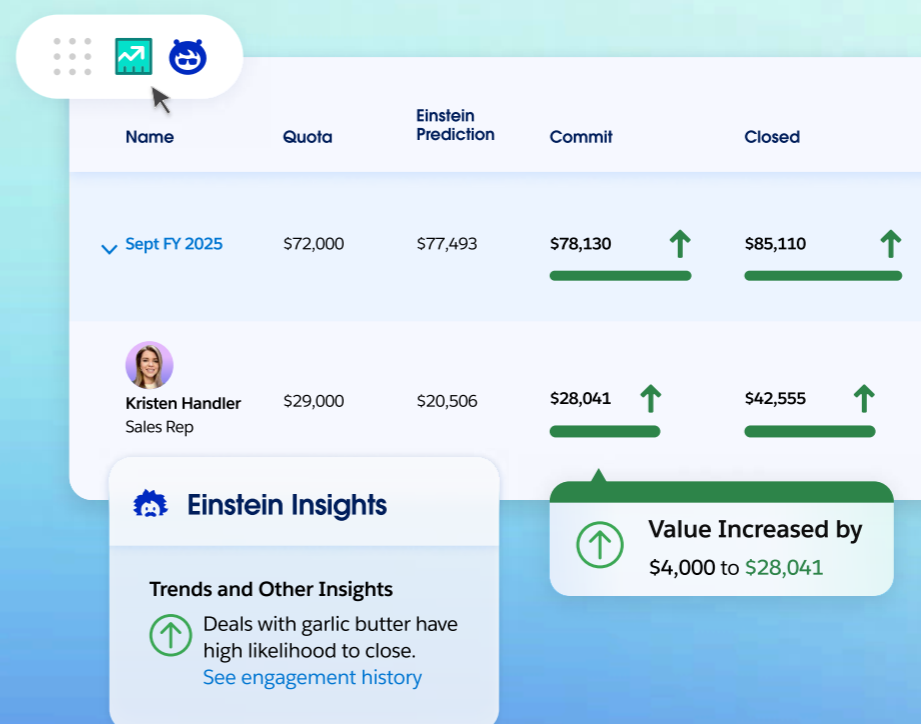 Name Quota Einstein Prediction Commit Closed
Sept FY 2025 $72,000 $77,493 $78,130 $85,110
Kristen Handler $29,000 $20,506 $28,041 $42,555
Sales Rep
Einstein Insights
Trends and Other Insights
Deals with garlic butter have
high likelihood to close.
See engagement history
Value Increased by
$4,000 to $28,041